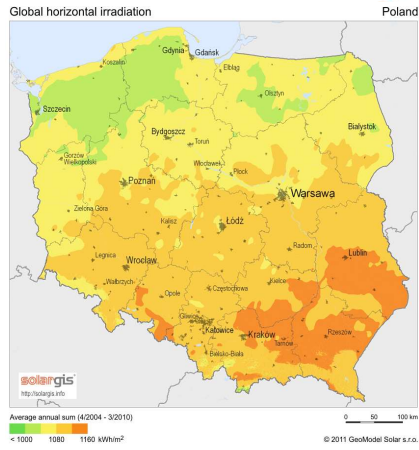 Global horizontal irradiation
Poland
Gdynia
Gdańsk
Koszalin
Elbląg
Olsztyn
Szczecin
Białystok
Bydgoszcz
Toruń
Gorzów
Wielkopolski
Włocławek
Płock
Poznań
Warsawa
Zielona Góra
Kalisz
Łódź
Radom
Lublin
Legnica
Wrocław
Wałbrzych
Opole
Częstochowa
Kielce
Gliwice
Katowice
Kraków
Tarnów
Rzeszów
Bielsko-Biała
solargis
http://solargis.info
Average annual sum (4/2004 - 3/2010)
< 1000 1080 1160 kWh/m²
0 50 100 km
© 2011 GeoModel Solar s.r.o.